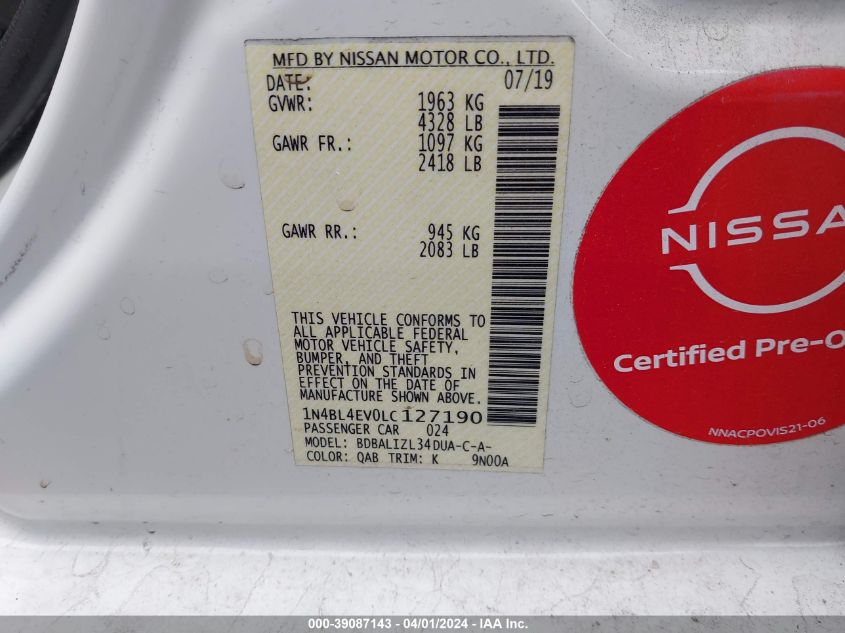 MFD BY NISSAN MOTOR CO., LTD.
DATE: 07/19
GVWR: 1963 KG
4328 LB
GAWR FR.: 1097 KG
2418 LB
GAWR RR.: 945 KG
2083 LB
THIS VEHICLE CONFORMS TO
ALL APPLICABLE FEDERAL
MOTOR VEHICLE SAFETY,
BUMPER, AND THEFT
PREVENTION STANDARDS IN
EFFECT ON THE DATE OF
MANUFACTURE SHOWN ABOVE.
1N4BL4EV0LC127190
PASSENGER CAR 024
MODEL: BDBALIZL34DUA-C-A-
COLOR: QAB TRIM: K 9N00A
NISSA
Certified Pre-O
NNACPOVIS21-06
000-39087143 - 04/01/2024 - IAA Inc.